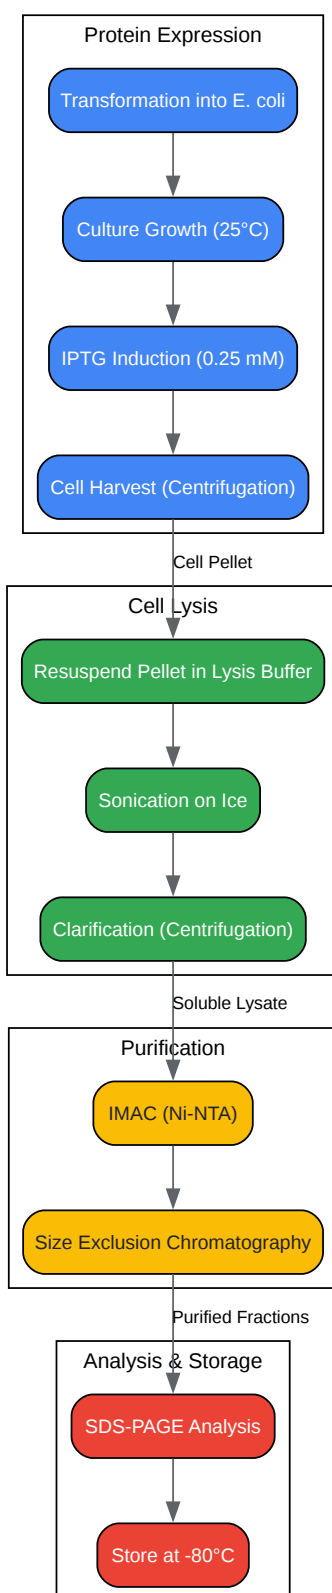 Protein Expression
Transformation into E. coli
Culture Growth (25°C)
IPTG Induction (0.25 mM)
Cell Harvest (Centrifugation)
Cell Pellet
Cell Lysis
Resuspend Pellet in Lysis Buffer
Sonication on Ice
Clarification (Centrifugation)
Soluble Lysate
Purification
IMAC (Ni-NTA)
Size Exclusion Chromatography
Purified Fractions
Analysis & Storage
SDS-PAGE Analysis
Store at -80°C